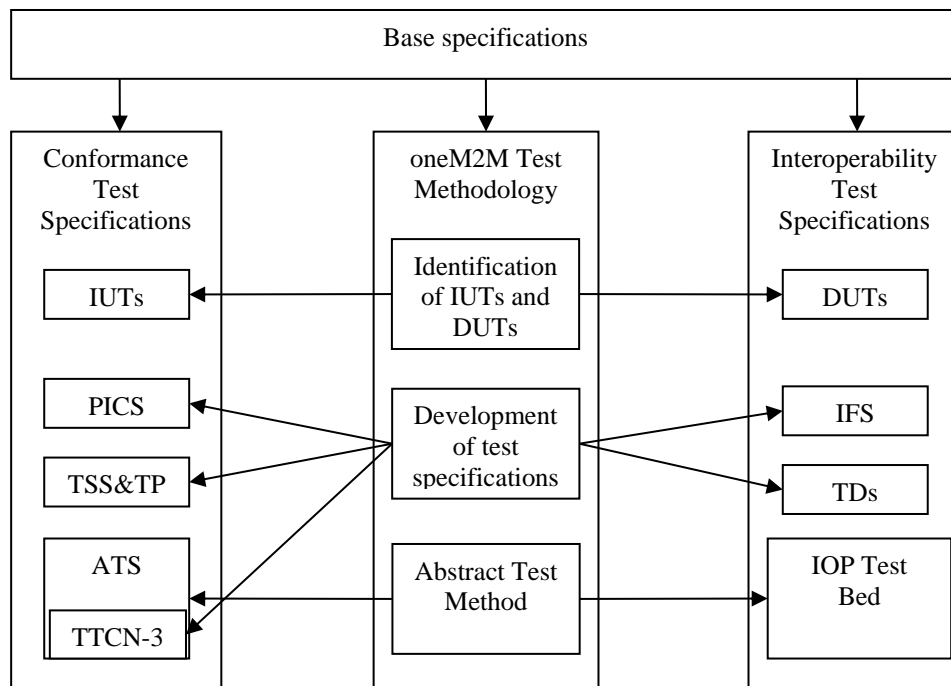 Base specifications
Conformance
Test
Specifications
IUTs
PICS
TSS&TP
ATS
TTCN-3
oneM2M Test
Methodology
Identification
of IUTs and
DUTs
Development
of test
specifications
Abstract Test
Method
Interoperability
Test
Specifications
DUTs
IFS
TDs
IOP Test
Bed